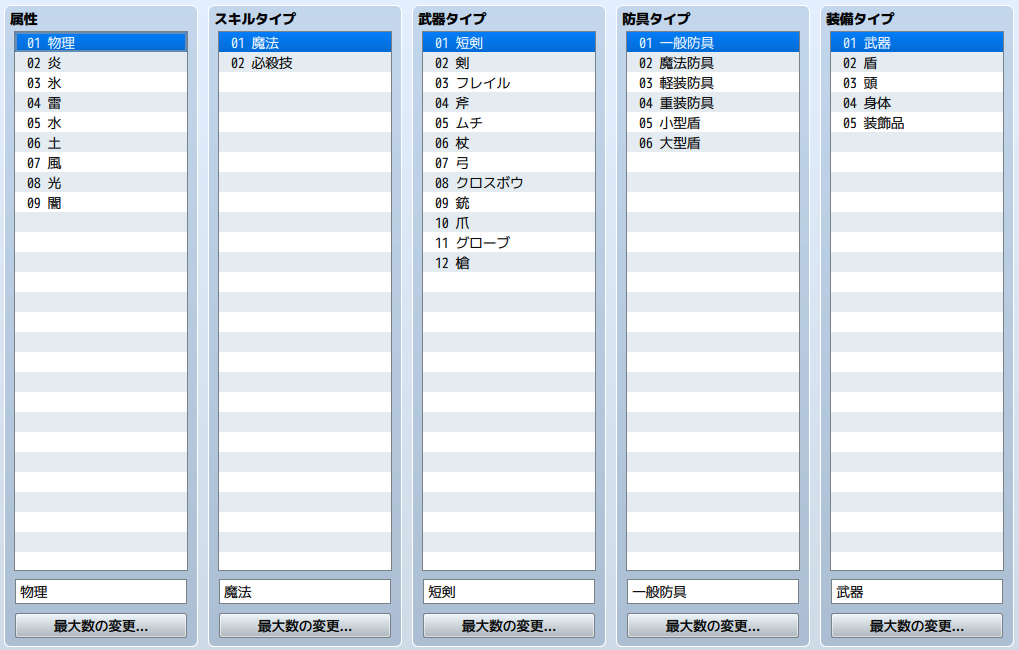 属性
01 物理
02 炎
03 氷
04 雷
05 水
06 土
07 風
08 光
09 闇
物理
最大数の変更...
スキルタイプ
01 魔法
02 必殺技
魔法
最大数の変更...
武器タイプ
01 短剣
02 剣
03 フレイル
04 斧
05 ムチ
06 杖
07 弓
08 クロスボウ
09 銃
10 爪
11 グローブ
12 槍
短剣
最大数の変更...
防具タイプ
01 一般防具
02 魔法防具
03 軽装防具
04 重装防具
05 小型盾
06 大型盾
一般防具
最大数の変更...
装備タイプ
01 武器
02 盾
03 頭
04 身体
05 装飾品
武器
最大数の変更...